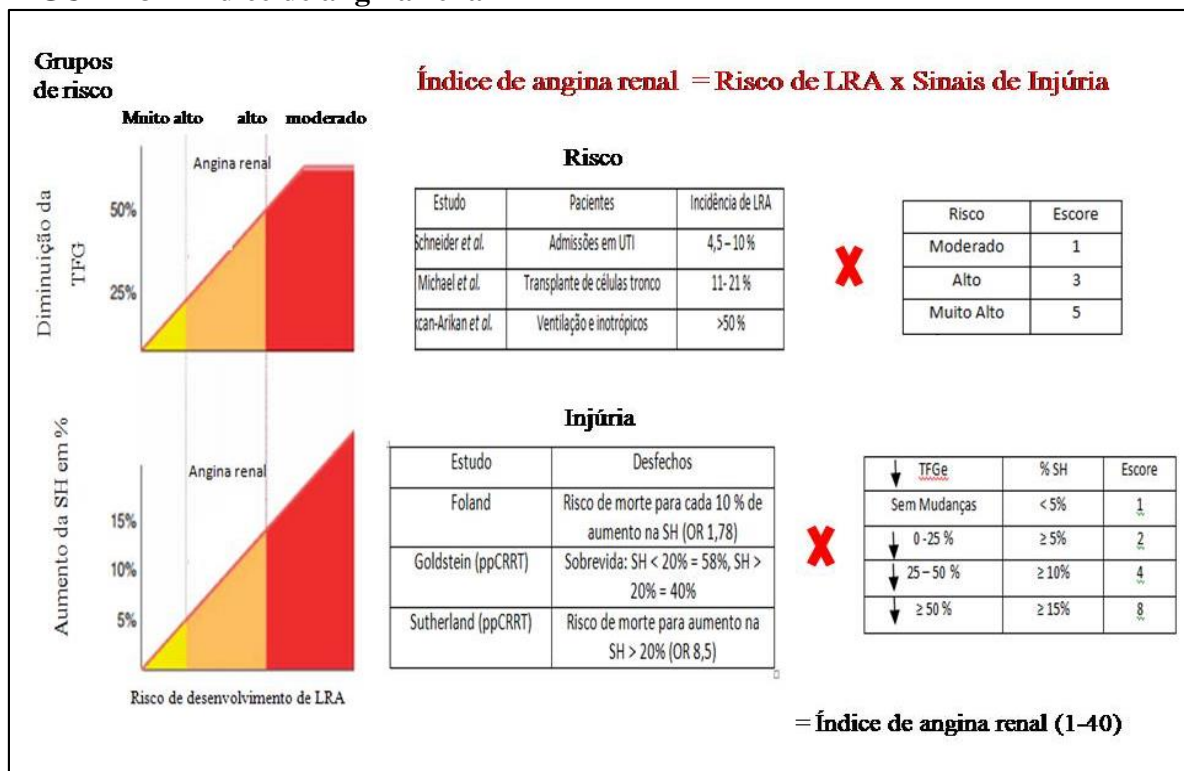 Grupos
de risco
Índice de angina renal = Risco de LRA x Sinais de Injúria
Muito alto alto moderado
Angina renal
Diminuição da
TFG
50%
25%
Risco
Estudo Pacientes Incidência de LRA
Schneider et al. Admissões em UTI 4,5 – 10 %
Michael et al. Transplante de células tronco 11- 21 %
kcan-Arikan et al. Ventilação e inotrópicos >50 %
Risco Escore
Moderado 1
Alto 3
Muito Alto 5
Aumento da SH em %
Angina renal
15%
10%
5%
Risco de desenvolvimento de LRA
Injúria
Estudo Desfechos
Foland Risco de morte para cada 10 % de
aumento na SH (OR 1,78)
Goldstein (ppCRRT) Sobrevida: SH < 20% = 58%, SH >
20% = 40%
Sutherland (ppCRRT) Risco de morte para aumento na
SH > 20% (OR 8,5)
↓ TFGe % SH Escore
Sem Mudanças < 5% 1
↓ 0 -25 % ≥ 5% 2
↓ 25 – 50 % ≥ 10% 4
↓ ≥ 50 % ≥ 15% 8
= Índice de angina renal (1-40)